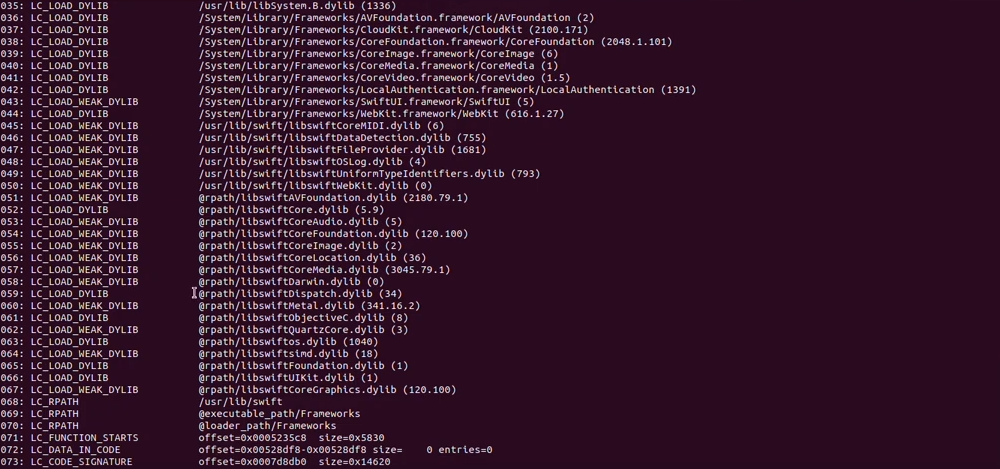 035: LC_LOAD_DYLIB /usr/lib/libSystem.B.dylib (1336)
036: LC_LOAD_DYLIB /System/Library/Frameworks/AVFoundation.framework/AVFoundation (2)
037: LC_LOAD_DYLIB /System/Library/Frameworks/CloudKit.framework/CloudKit (2100.171)
038: LC_LOAD_DYLIB /System/Library/Frameworks/CoreFoundation.framework/CoreFoundation (2048.1.101)
039: LC_LOAD_DYLIB /System/Library/Frameworks/CoreImage.framework/CoreImage (6)
040: LC_LOAD_DYLIB /System/Library/Frameworks/CoreMedia.framework/CoreMedia (1)
041: LC_LOAD_DYLIB /System/Library/Frameworks/CoreVideo.framework/CoreVideo (1.5)
042: LC_LOAD_DYLIB /System/Library/Frameworks/LocalAuthentication.framework/LocalAuthentication (1391)
043: LC_LOAD_WEAK_DYLIB /System/Library/Frameworks/SwiftUI.framework/SwiftUI (5)
044: LC_LOAD_DYLIB /System/Library/Frameworks/WebKit.framework/WebKit (616.1.27)
045: LC_LOAD_WEAK_DYLIB /usr/lib/swift/libswiftCoreMIDI.dylib (6)
046: LC_LOAD_WEAK_DYLIB /usr/lib/swift/libswiftDataDetection.dylib (755)
047: LC_LOAD_WEAK_DYLIB /usr/lib/swift/libswiftFileProvider.dylib (1681)
048: LC_LOAD_WEAK_DYLIB /usr/lib/swift/libswiftOSLog.dylib (4)
049: LC_LOAD_WEAK_DYLIB /usr/lib/swift/libswiftUniformTypeIdentifiers.dylib (793)
050: LC_LOAD_WEAK_DYLIB /usr/lib/swift/libswiftWebKit.dylib (0)
051: LC_LOAD_WEAK_DYLIB @rpath/libswiftAVFoundation.dylib (2180.79.1)
052: LC_LOAD_DYLIB @rpath/libswiftCore.dylib (5.9)
053: LC_LOAD_WEAK_DYLIB @rpath/libswiftCoreAudio.dylib (5)
054: LC_LOAD_WEAK_DYLIB @rpath/libswiftCoreFoundation.dylib (120.100)
055: LC_LOAD_WEAK_DYLIB @rpath/libswiftCoreImage.dylib (2)
056: LC_LOAD_WEAK_DYLIB @rpath/libswiftCoreLocation.dylib (36)
057: LC_LOAD_WEAK_DYLIB @rpath/libswiftCoreMedia.dylib (3045.79.1)
058: LC_LOAD_WEAK_DYLIB @rpath/libswiftDarwin.dylib (0)
059: LC_LOAD_DYLIB @rpath/libswiftDispatch.dylib (34)
060: LC_LOAD_WEAK_DYLIB @rpath/libswiftMetal.dylib (341.16.2)
061: LC_LOAD_DYLIB @rpath/libswiftObjectiveC.dylib (8)
062: LC_LOAD_WEAK_DYLIB @rpath/libswiftQuartzCore.dylib (3)
063: LC_LOAD_DYLIB @rpath/libswiftos.dylib (1040)
064: LC_LOAD_WEAK_DYLIB @rpath/libswiftsimd.dylib (18)
065: LC_LOAD_DYLIB @rpath/libswiftFoundation.dylib (1)
066: LC_LOAD_DYLIB @rpath/libswiftUIKit.dylib (1)
067: LC_LOAD_WEAK_DYLIB @rpath/libswiftCoreGraphics.dylib (120.100)
068: LC_RPATH /usr/lib/swift
069: LC_RPATH @executable_path/Frameworks
070: LC_RPATH @loader_path/Frameworks
071: LC_FUNCTION_STARTS offset=0x0005235c8 size=0x5830
072: LC_DATA_IN_CODE offset=0x00528df8-0x00528df8 size= 0 entries=0
073: LC_CODE_SIGNATURE offset=0x0007d8db0 size=0x14620